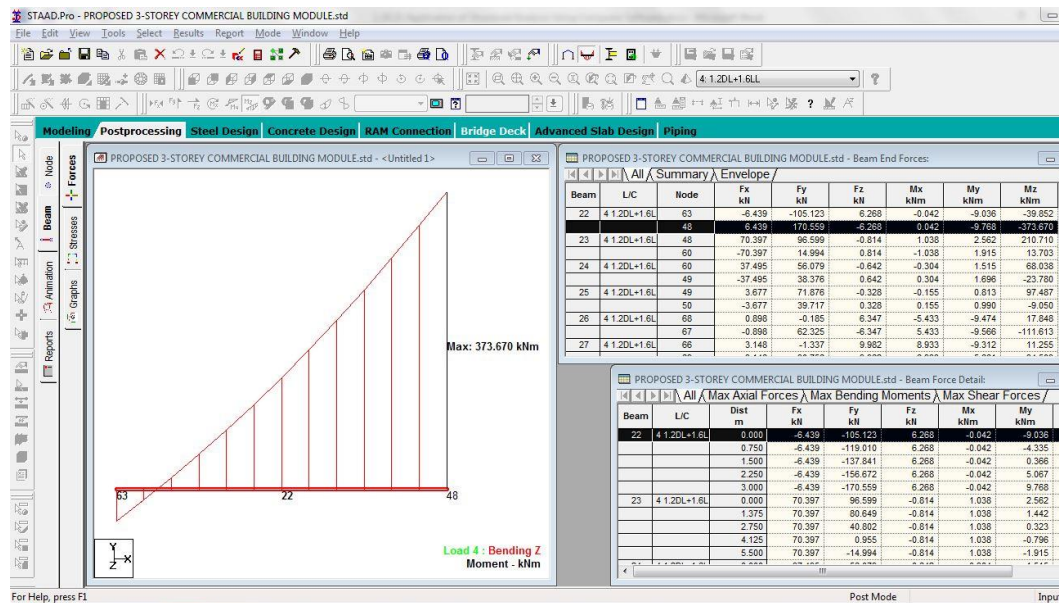 STAAD.Pro - PROPOSED 3-STOREY COMMERCIAL BUILDING MODULE.std
File Edit View Tools Select Results Report Mode Window Help
4: 1.2DL+1.6LL
Modeling Postprocessing Steel Design Concrete Design RAM Connection Bridge Deck Advanced Slab Design Piping
Node
Beam
Animation
Reports
Forces
Stresses
Graphs
PROPOSED 3-STOREY COMMERCIAL BUILDING MODULE.std - <Untitled 1>
Max: 373.670 kNm
63 22 48
Y
X
Z
Load 4 : Bending Z
Moment - kNm
PROPOSED 3-STOREY COMMERCIAL BUILDING MODULE.std - Beam End Forces:
All Summary Envelope
Beam L/C Node Fx kN Fy kN Fz kN Mx kNm My kNm Mz kNm
22 4 1.2DL+1.6L 63 -6.439 -105.123 6.268 -0.042 -9.036 -39.852
48 6.439 170.559 -6.268 0.042 -9.768 -373.670
23 4 1.2DL+1.6L 48 70.397 96.599 -0.814 1.038 2.562 210.710
60 -70.397 14.994 0.814 -1.038 1.915 13.703
24 4 1.2DL+1.6L 60 37.495 56.079 -0.642 -0.304 1.515 68.038
49 -37.495 38.376 0.642 0.304 1.696 -23.780
25 4 1.2DL+1.6L 49 3.677 71.876 -0.328 -0.155 0.813 97.487
50 -3.677 39.717 0.328 0.155 0.990 -9.050
26 4 1.2DL+1.6L 68 0.898 -0.185 6.347 -5.433 -9.474 17.848
67 -0.898 62.325 -6.347 5.433 -9.566 -111.613
27 4 1.2DL+1.6L 66 3.148 -1.337 9.982 8.933 -9.312 11.255
PROPOSED 3-STOREY COMMERCIAL BUILDING MODULE.std - Beam Force Detail:
All Max Axial Forces Max Bending Moments Max Shear Forces
Beam L/C Dist m Fx kN Fy kN Fz kN Mx kNm My kNm
22 4 1.2DL+1.6L 0.000 -6.439 -105.123 6.268 -0.042 -9.036
0.750 -6.439 -119.010 6.268 -0.042 -4.335
1.500 -6.439 -137.841 6.268 -0.042 0.366
2.250 -6.439 -156.672 6.268 -0.042 5.067
3.000 -6.439 -170.559 6.268 -0.042 9.768
23 4 1.2DL+1.6L 0.000 70.397 96.599 -0.814 1.038 2.562
1.375 70.397 80.649 -0.814 1.038 1.442
2.750 70.397 40.802 -0.814 1.038 0.323
4.125 70.397 0.955 -0.814 1.038 -0.796
5.500 70.397 -14.994 -0.814 1.038 -1.915
For Help, press F1
Post Mode
Inpu